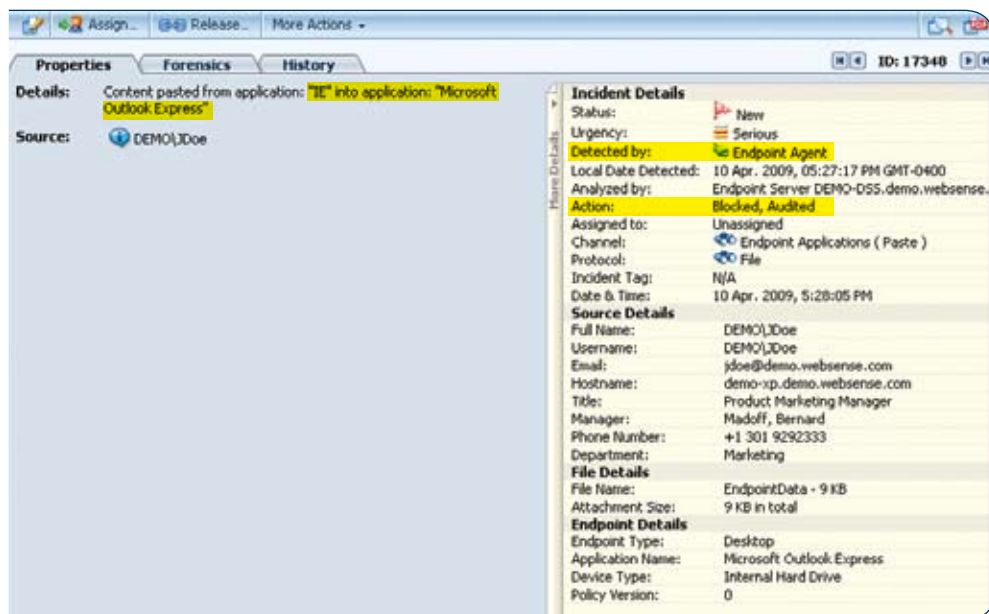 Assign... Release... More Actions
Properties Forensics History ID: 17348
Details: Content pasted from application: "IE" into application: "Microsoft
Outlook Express"
Source: DEMO\JDoe
More Details
Incident Details
Status: New
Urgency: Serious
Detected by: Endpoint Agent
Local Date Detected: 10 Apr. 2009, 05:27:17 PM GMT-0400
Analyzed by: Endpoint Server DEMO-DSS.demo.websense.
Action: Blocked, Audited
Assigned to: Unassigned
Channel: Endpoint Applications ( Paste )
Protocol: File
Incident Tag: N/A
Date & Time: 10 Apr. 2009, 5:28:05 PM
Source Details
Full Name: DEMO\JDoe
Username: DEMO\JDoe
Email: jdoe@demo.websense.com
Hostname: demo-xp.demo.websense.com
Title: Product Marketing Manager
Manager: Madoff, Bernard
Phone Number: +1 301 9292333
Department: Marketing
File Details
File Name: EndpointData - 9 KB
Attachment Size: 9 KB in total
Endpoint Details
Endpoint Type: Desktop
Application Name: Microsoft Outlook Express
Device Type: Internal Hard Drive
Policy Version: 0